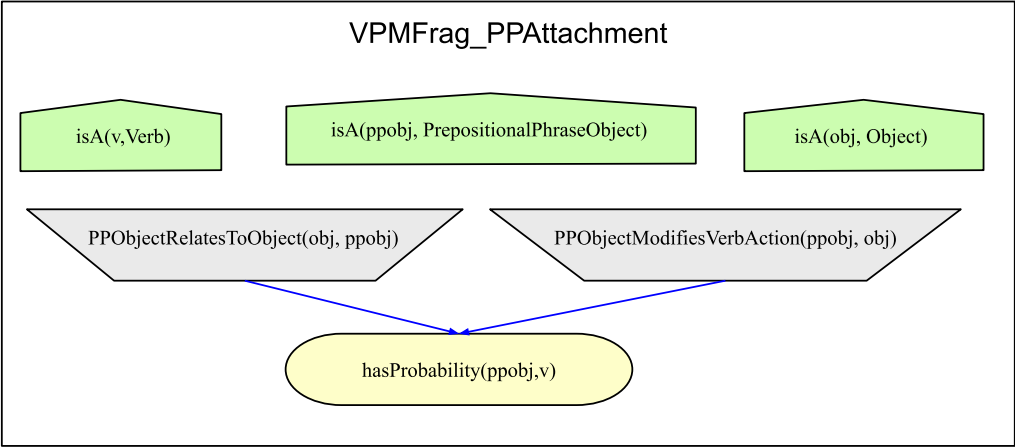 VPMFrag_PPAttachment
isA(v,Verb)
isA(ppobj, PrepositionalPhraseObject)
isA(obj, Object)
PPObjectRelatesToObject(obj, ppobj)
PPObjectModifiesVerbAction(ppobj, obj)
hasProbability(ppobj,v)